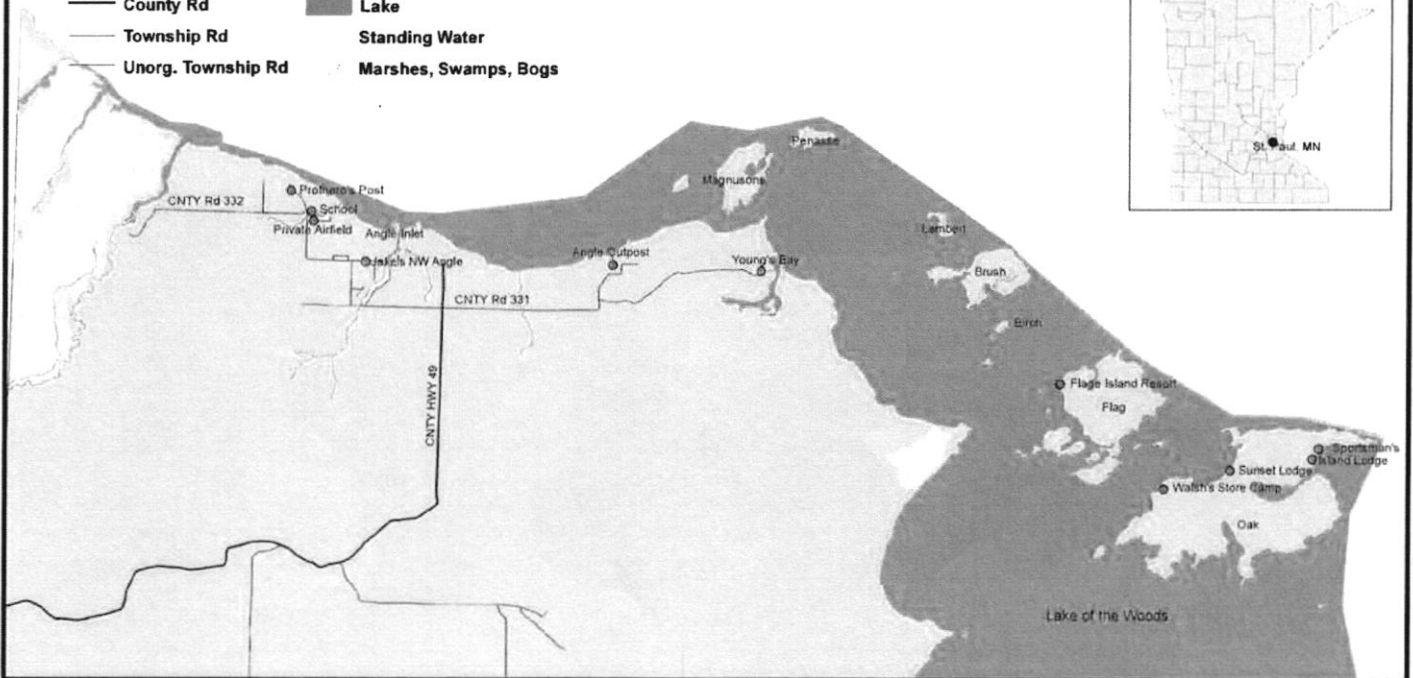 County Rd
Lake
Township Rd
Standing Water
Unorg. Township Rd
Marshes, Swamps, Bogs
St. Paul, MN
Penasse
Magnusons
Prothero's Post
CNTY Rd 332
School
Private Airfield
Angle Inlet
Lambert
Angle Outpost
Young's Bay
Jake's NW Angle
Brush
CNTY Rd 331
Birch
CNTY HWY 49
Flage Island Resort
Flag
Sportsman's
Island Lodge
Sunset Lodge
Walsh's Store Camp
Oak
Lake of the Woods